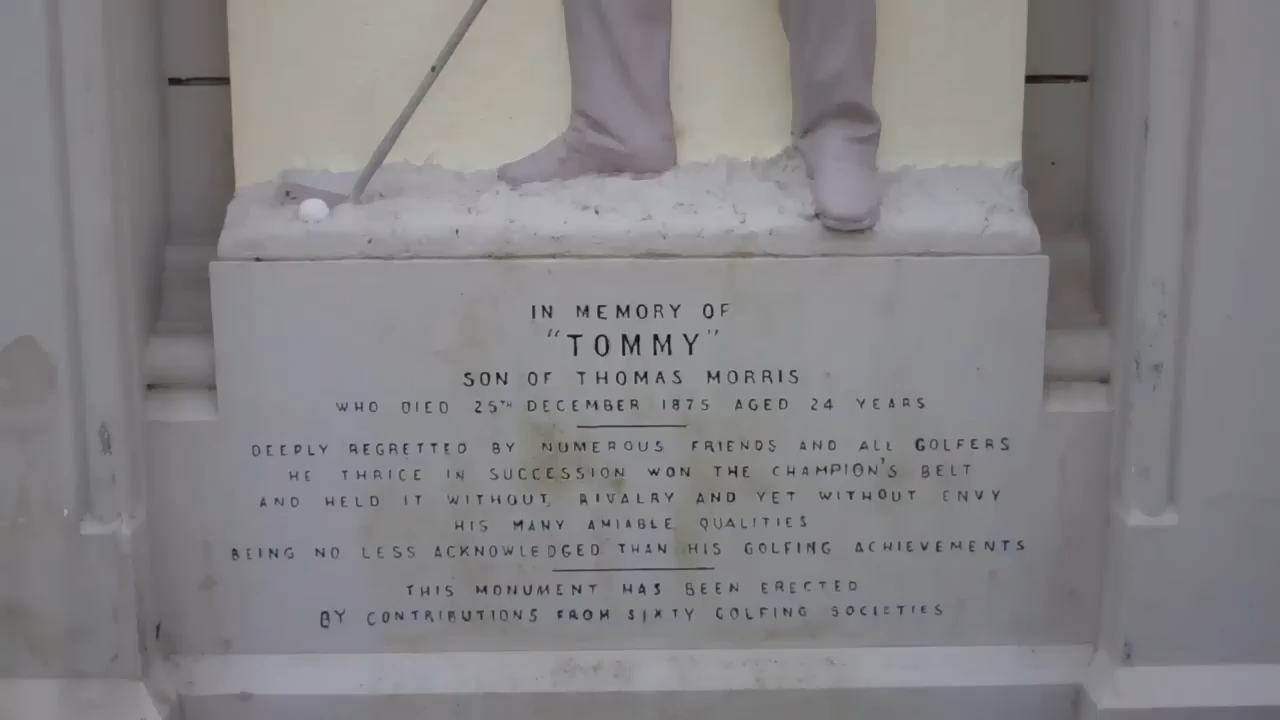 IN MEMORY OF
"TOMMY"
SON OF THOMAS MORRIS
WHO DIED 25TH DECEMBER 1875 AGED 24 YEARS
DEEPLY REGRETTED BY NUMEROUS FRIENDS AND ALL GOLFERS
HE THRICE IN SUCCESSION WON THE CHAMPION'S BELT
AND HELD IT WITHOUT RIVALRY AND YET WITHOUT ENVY
HIS MANY AMIABLE QUALITIES
BEING NO LESS ACKNOWLEDGED THAN HIS GOLFING ACHIEVEMENTS
THIS MONUMENT HAS BEEN ERECTED
BY CONTRIBUTIONS FROM SIXTY GOLFING SOCIETIES